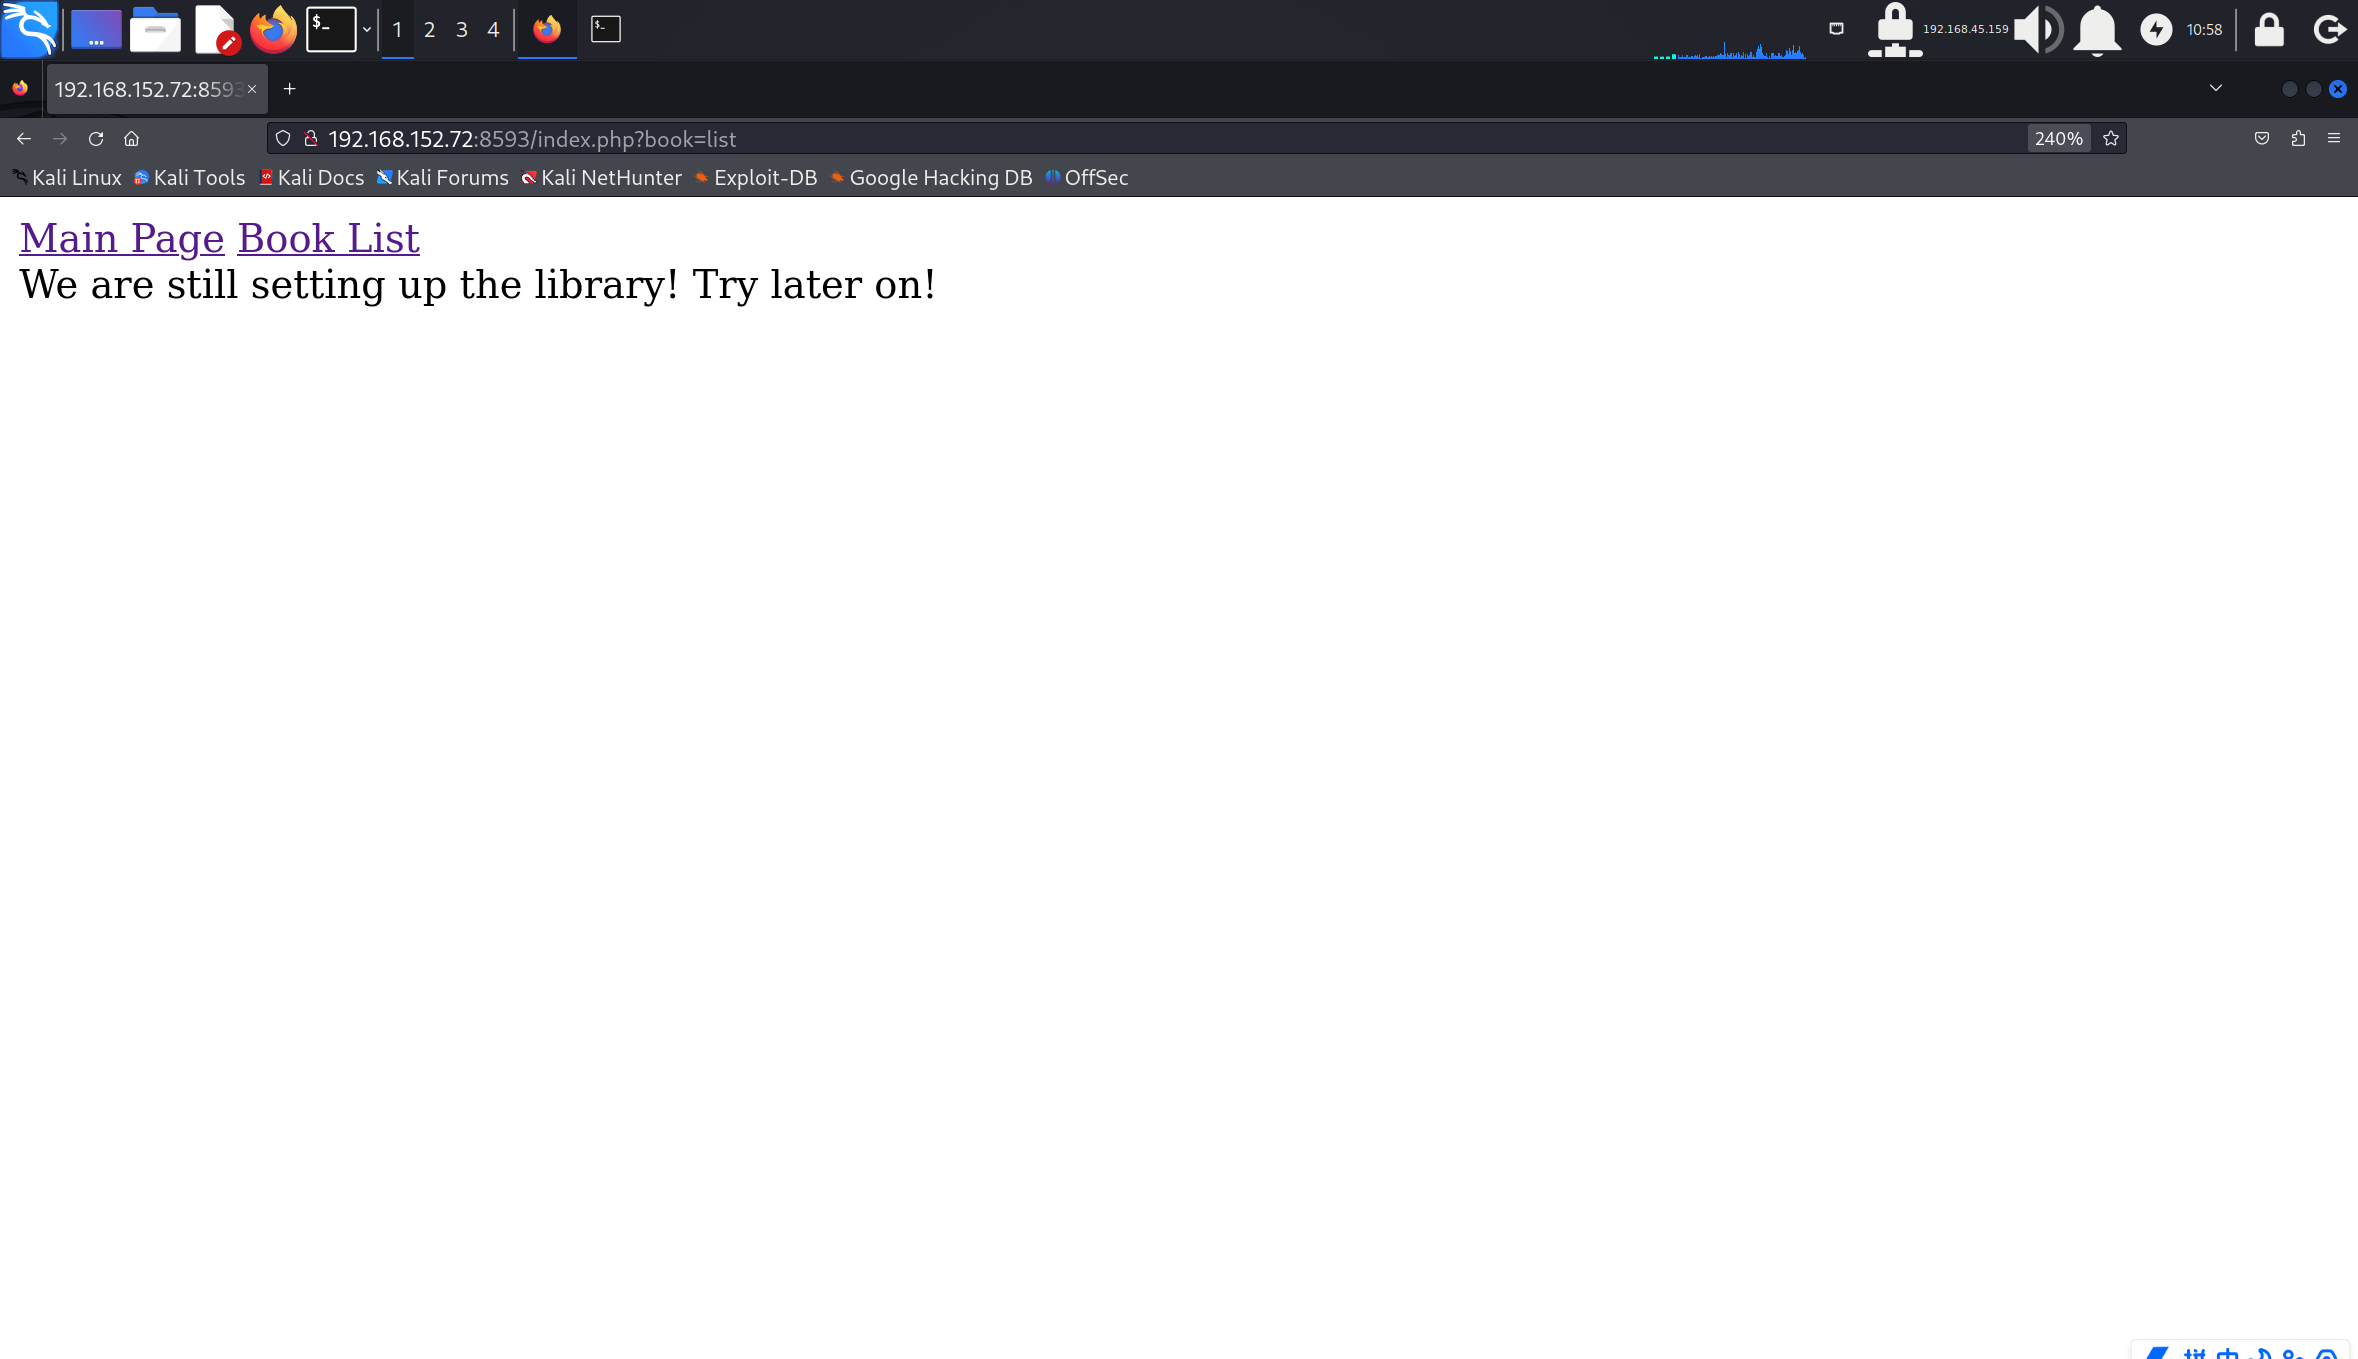 $-
1 2 3 4
$-
192.168.45.159
10:58
192.168.152.72:8593
192.168.152.72:8593/index.php?book=list
240%
Kali Linux Kali Tools Kali Docs Kali Forums Kali NetHunter Exploit-DB Google Hacking DB OffSec
Main Page Book List
We are still setting up the library! Try later on!